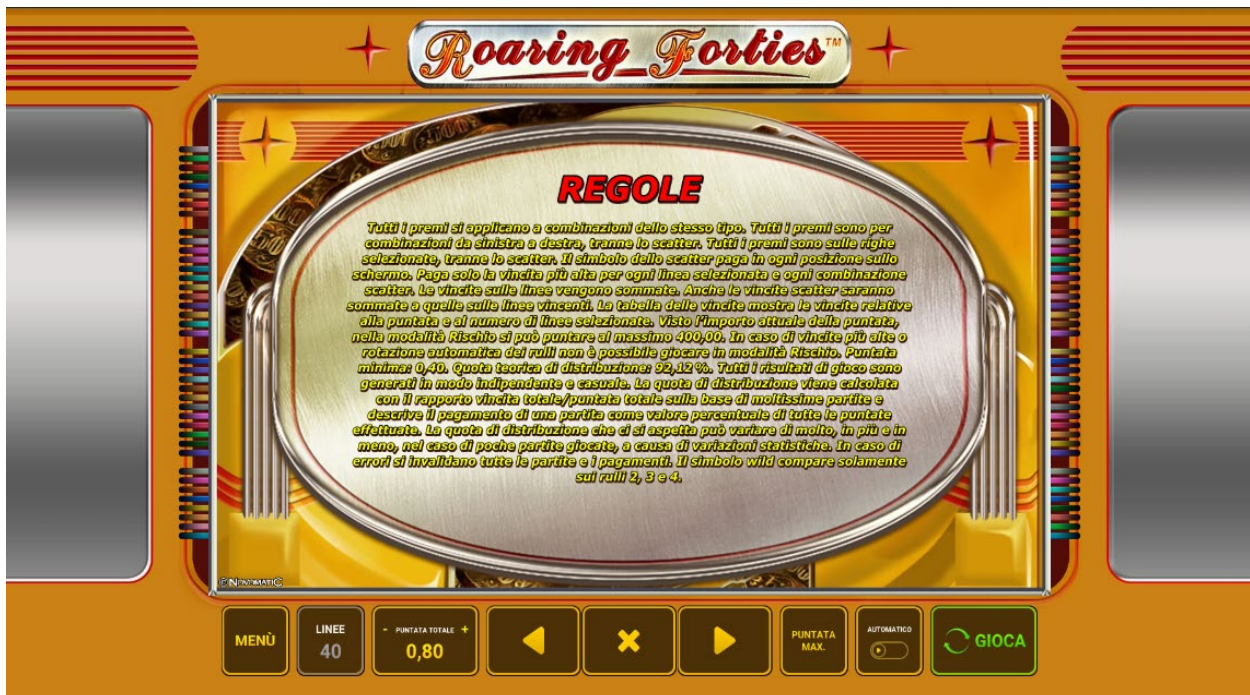 Roaring Forties™
REGOLE
Tutti i premi si applicano a combinazioni dello stesso tipo. Tutti i premi sono per
combinazioni da sinistra a destra, tranne lo scatter. Tutti i premi sono sulle righe
selezionate, tranne lo scatter. Il simbolo dello scatter paga in ogni posizione sullo
schermo. Paga solo la vincita più alta per ogni linea selezionata e ogni combinazione
scatter. Le vincite sulle linee vengono sommate. Anche le vincite scatter saranno
sommate a quelle sulle linee vincenti. La tabella delle vincite mostra le vincite relative
alla puntata e al numero di linee selezionate. Visto l'importo attuale della puntata,
nella modalità Rischio si può puntare al massimo 400,00. In caso di vincite più alte o
rotazione automatica dei rulli non è possibile giocare in modalità Rischio. Puntata
minima: 0,40. Quota teorica di distribuzione: 92,12%. Tutti i risultati di gioco sono
generati in modo indipendente e casuale. La quota di distribuzione viene calcolata
con il rapporto vincita totale/puntata totale sulla base di moltissime partite e
descrive il pagamento di una partita come valore percentuale di tutte le puntate
effettuate. La quota di distribuzione che ci si aspetta può variare di molto, in più e in
meno, nel caso di poche partite giocate, a causa di variazioni statistiche. In caso di
errori si invalidano tutte le partite e i pagamenti. Il simbolo wild compare solamente
sui rulli 2, 3 e 4.
© NOVOMATIC
MENÙ
LINEE
40
- PUNTATA TOTALE +
0,80
PUNTATA
MAX.
AUTOMATICO
GIOCA